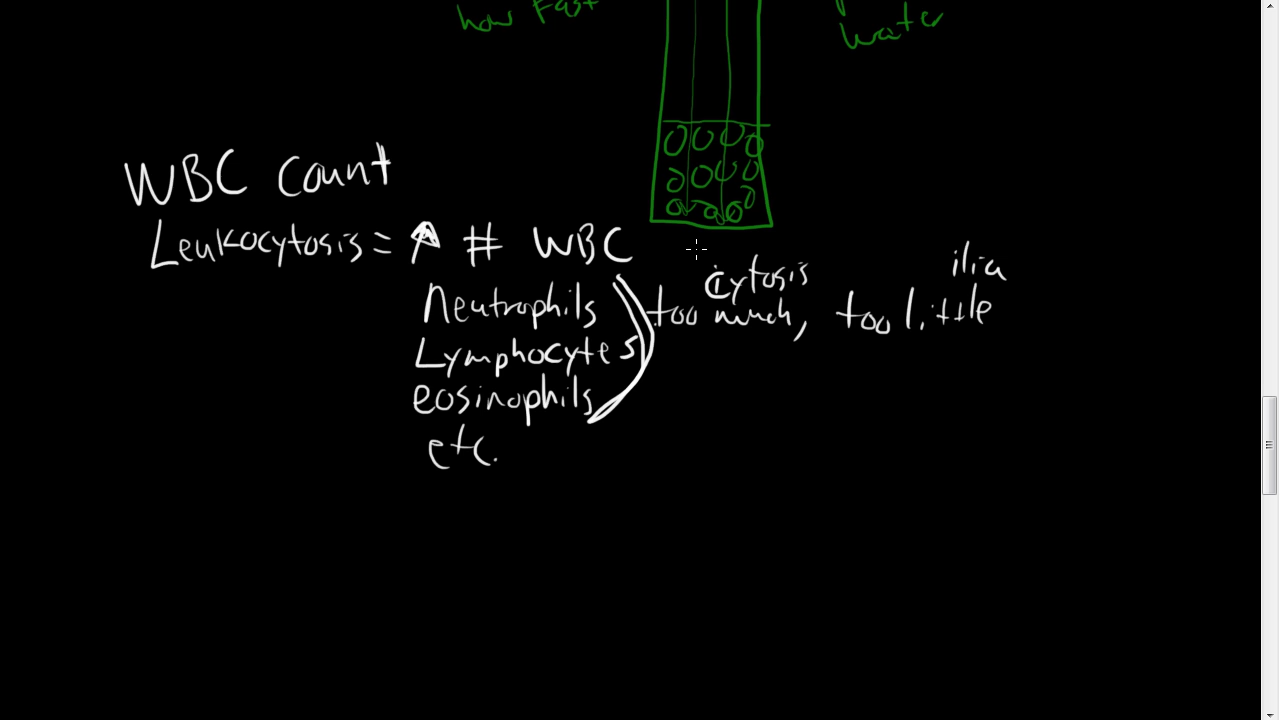 how Fast
water
WBC Count
Leukocytosis = ↑ # WBC
cytosis
ilia
Neutrophils
too much, too little
Lymphocytes
eosinophils
etc.